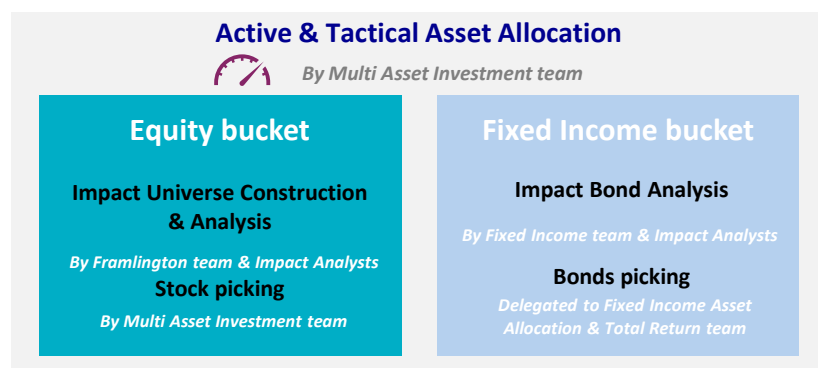 Active & Tactical Asset Allocation
By Multi Asset Investment team
Equity bucket
Impact Universe Construction
& Analysis
By Framlington team & Impact Analysts
Stock picking
By Multi Asset Investment team
Fixed Income bucket
Impact Bond Analysis
By Fixed Income team & Impact Analysts
Bonds picking
Delegated to Fixed Income Asset
Allocation & Total Return team